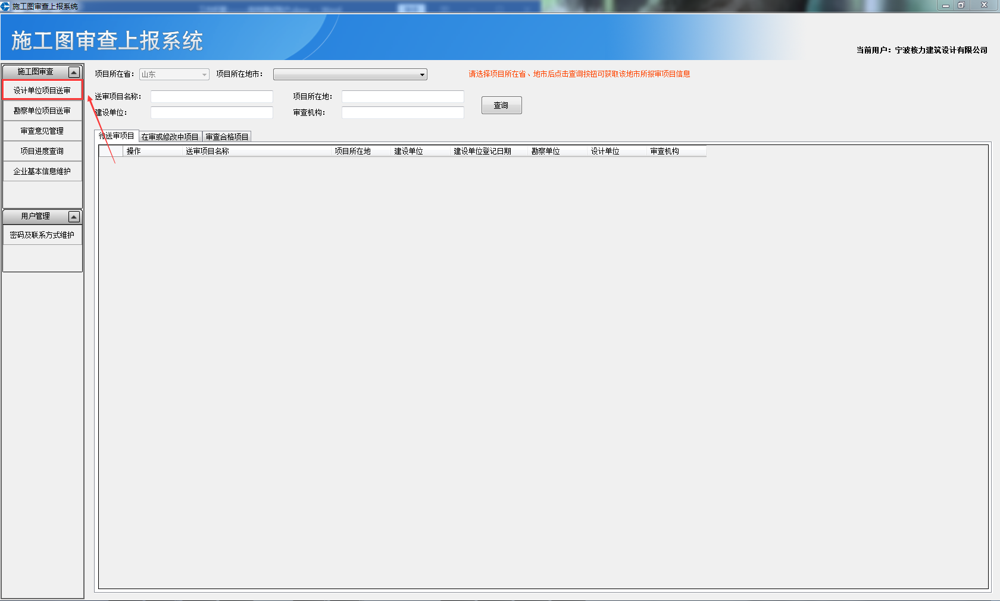 施工图审查上报系统
施工图审查上报系统
当前用户：宁波核力建筑设计有限公司
施工图审查
设计单位项目送审
勘察单位项目送审
审查意见管理
项目进度查询
企业基本信息维护
用户管理
密码及联系方式维护
项目所在省： 山东 项目所在地市： 请选择项目所在省、地市后点击查询按钮可获取该地市所报审项目信息
送审项目名称： 项目所在地：
建设单位： 审查机构：
查询
待送审项目 在审或修改中项目 审查合格项目
操作 送审项目名称 项目所在地 建设单位 建设单位登记日期 勘察单位 设计单位 审查机构